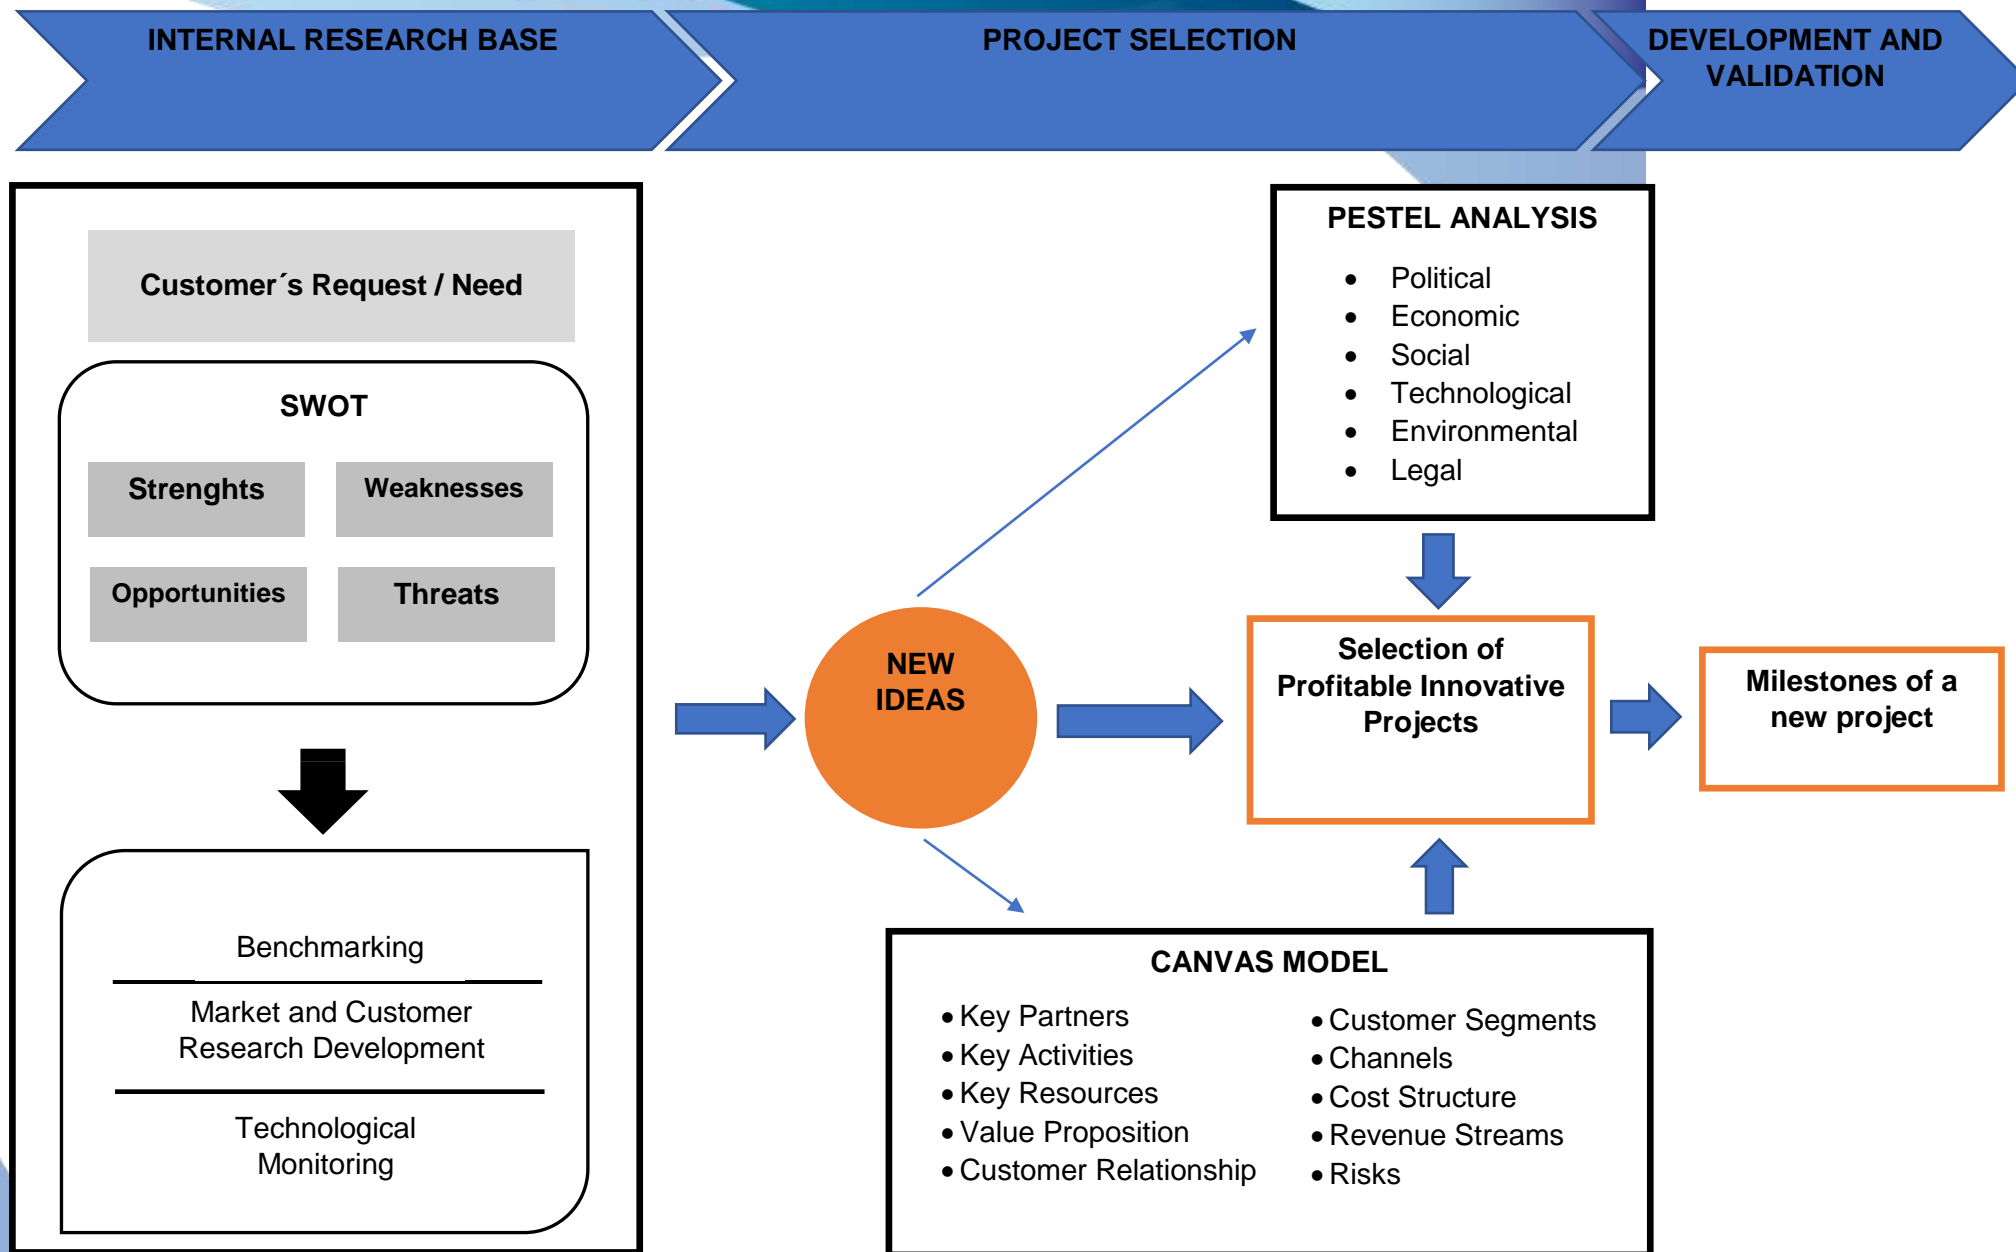 INTERNAL RESEARCH BASE
PROJECT SELECTION
DEVELOPMENT AND
VALIDATION
Customer´s Request / Need
SWOT
Strenghts
Weaknesses
Opportunities
Threats
Benchmarking
Market and Customer
Research Development
Technological
Monitoring
NEW
IDEAS
PESTEL ANALYSIS
• Political
• Economic
• Social
• Technological
• Environmental
• Legal
Selection of
Profitable Innovative
Projects
Milestones of a
new project
CANVAS MODEL
• Key Partners
• Key Activities
• Key Resources
• Value Proposition
• Customer Relationship
• Customer Segments
• Channels
• Cost Structure
• Revenue Streams
• Risks